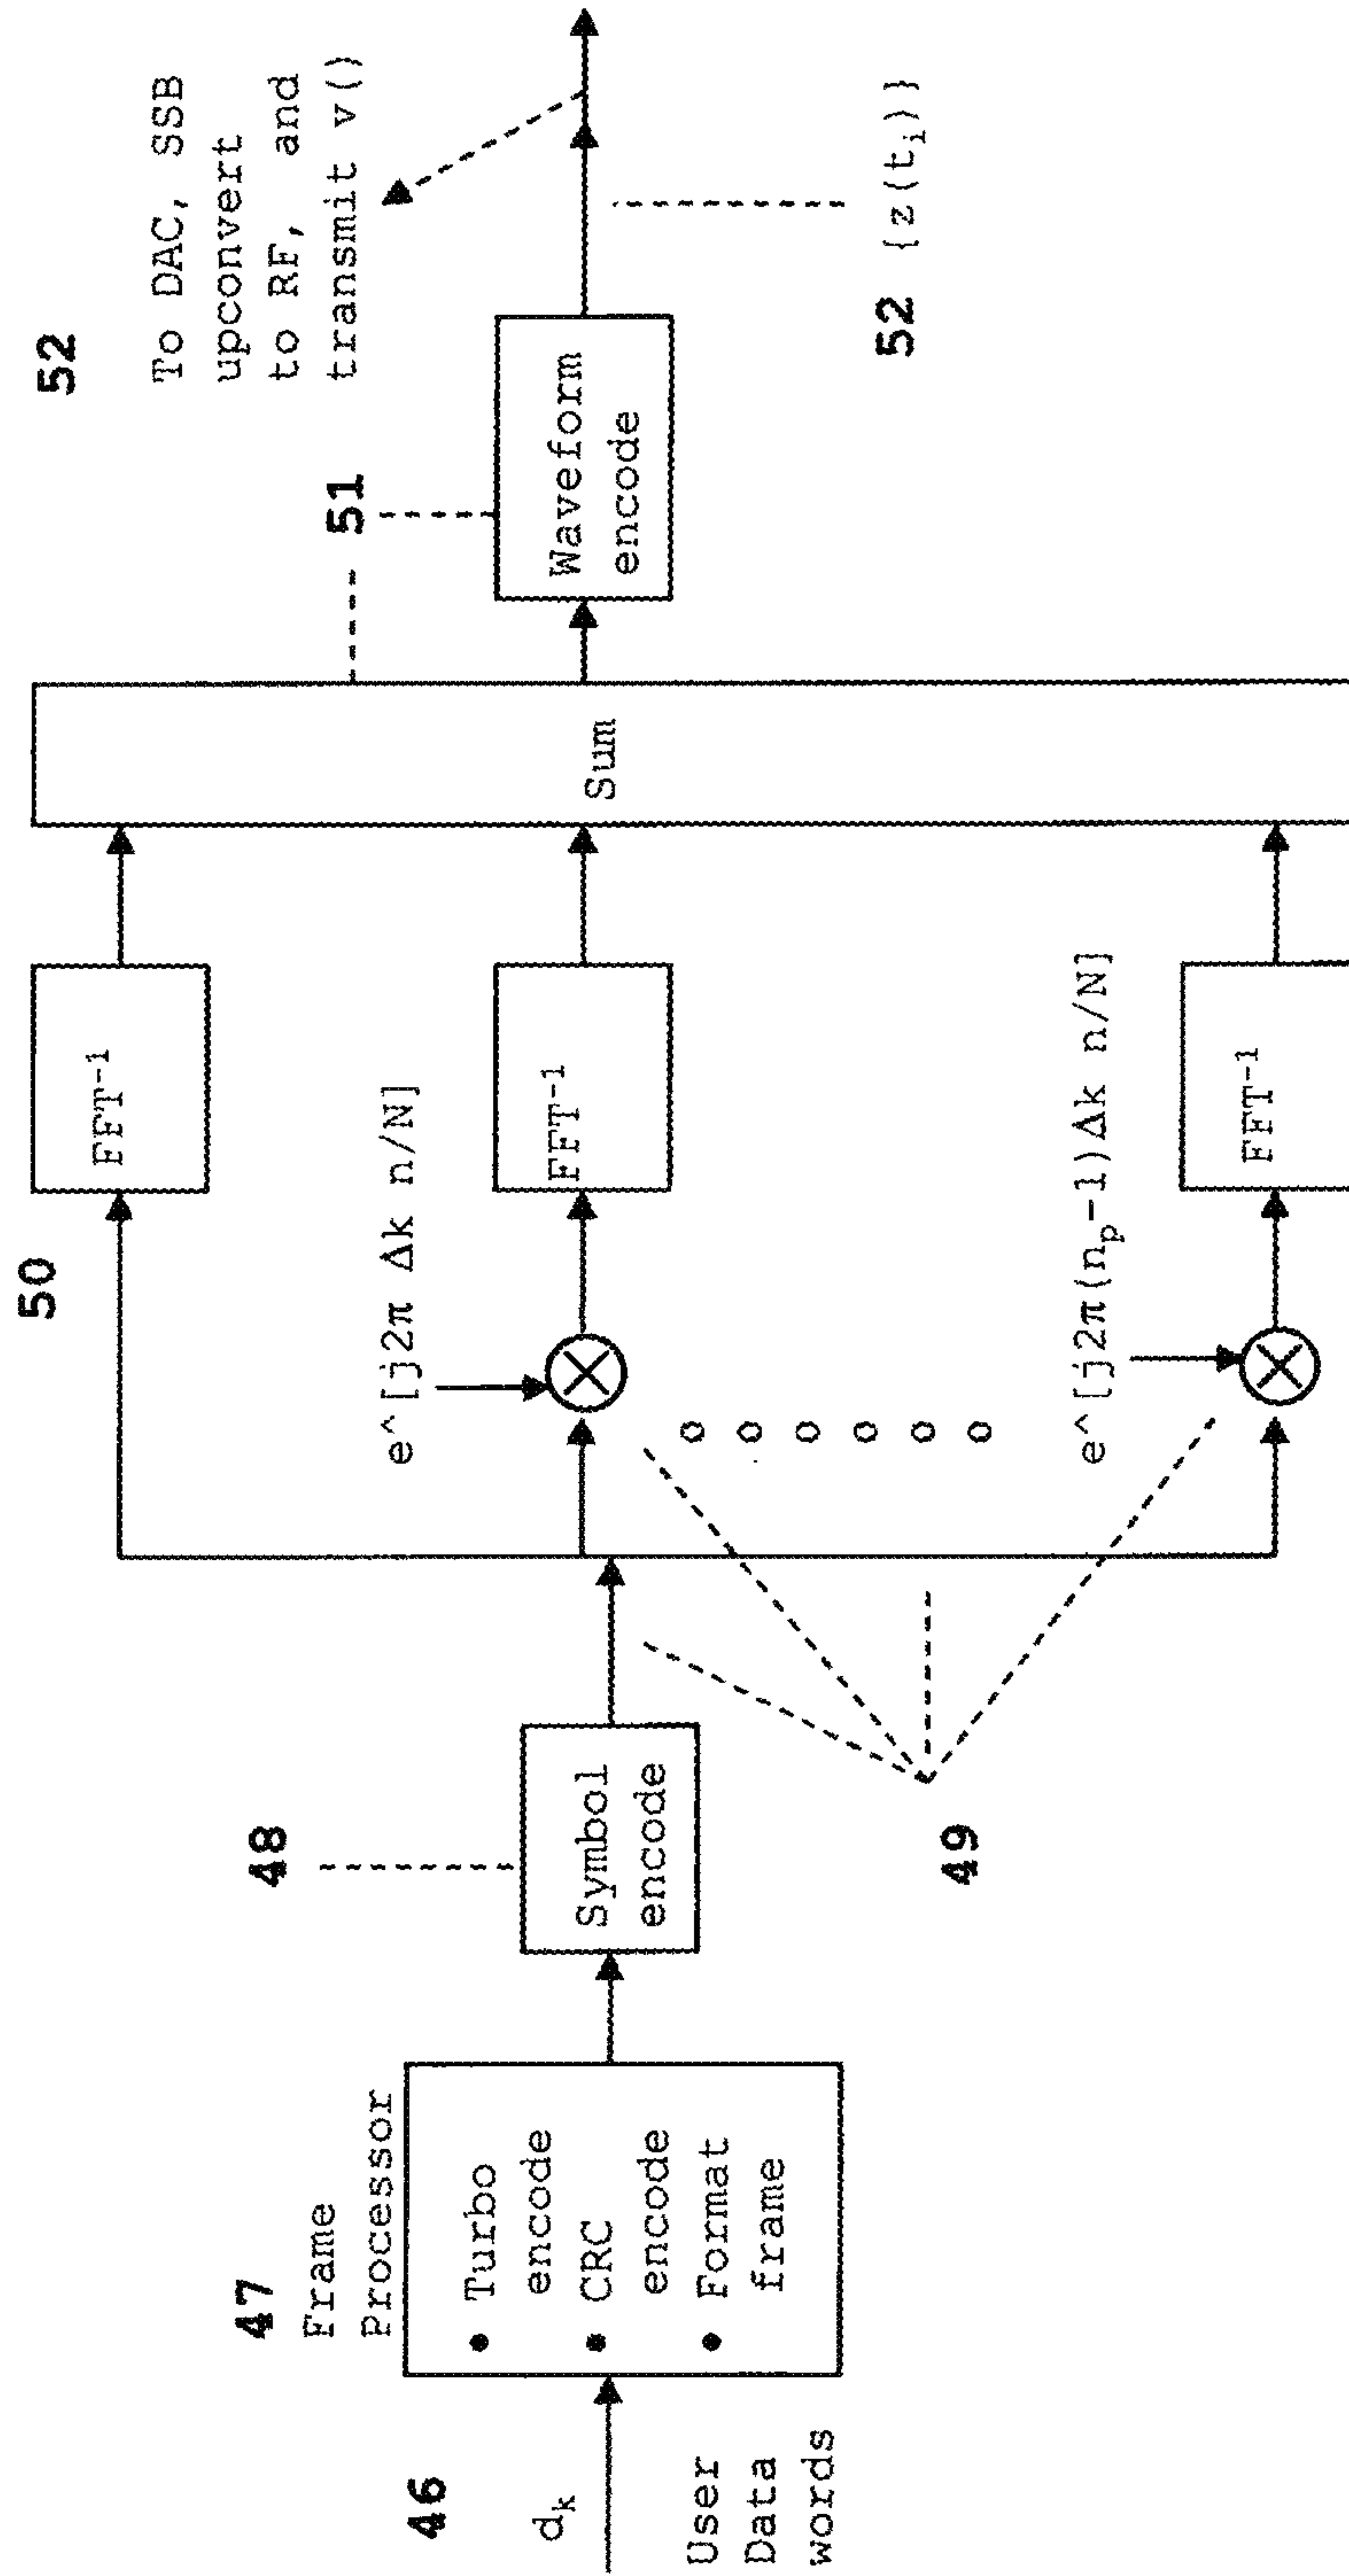 46
d_k
User
Data
words
47
Frame
Processor
• Turbo
encode
• CRC
encode
• Format
frame
48
Symbol
encode
49
50
FFT⁻¹
e^[j2π Δk n/N]
FFT⁻¹
o
o
o
o
o
o
e^[j2π(n_p-1)Δk n/N]
FFT⁻¹
Sum
51
Waveform
encode
52
To DAC, SSB
upconvert
to RF, and
transmit v()
52 {z(t_i)}